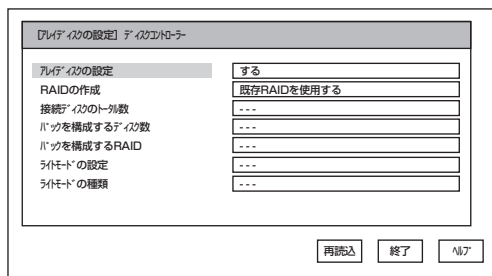 [ｱﾚｲﾃﾞｨｽｸの設定] ﾃﾞｨｽｸｺﾝﾄﾛｰﾗｰ
ｱﾚｲﾃﾞｨｽｸの設定 する
RAIDの作成 既存RAIDを使用する
接続ﾃﾞｨｽｸのﾄｰﾀﾙ数 ---
ﾊﾟｯｸを構成するﾃﾞｨｽｸ数 ---
ﾊﾟｯｸを構成するRAID ---
ﾗｲﾄﾓｰﾄﾞの設定 ---
ﾗｲﾄﾓｰﾄﾞの種類 ---
再読込 終了 ﾍﾙﾌﾟ